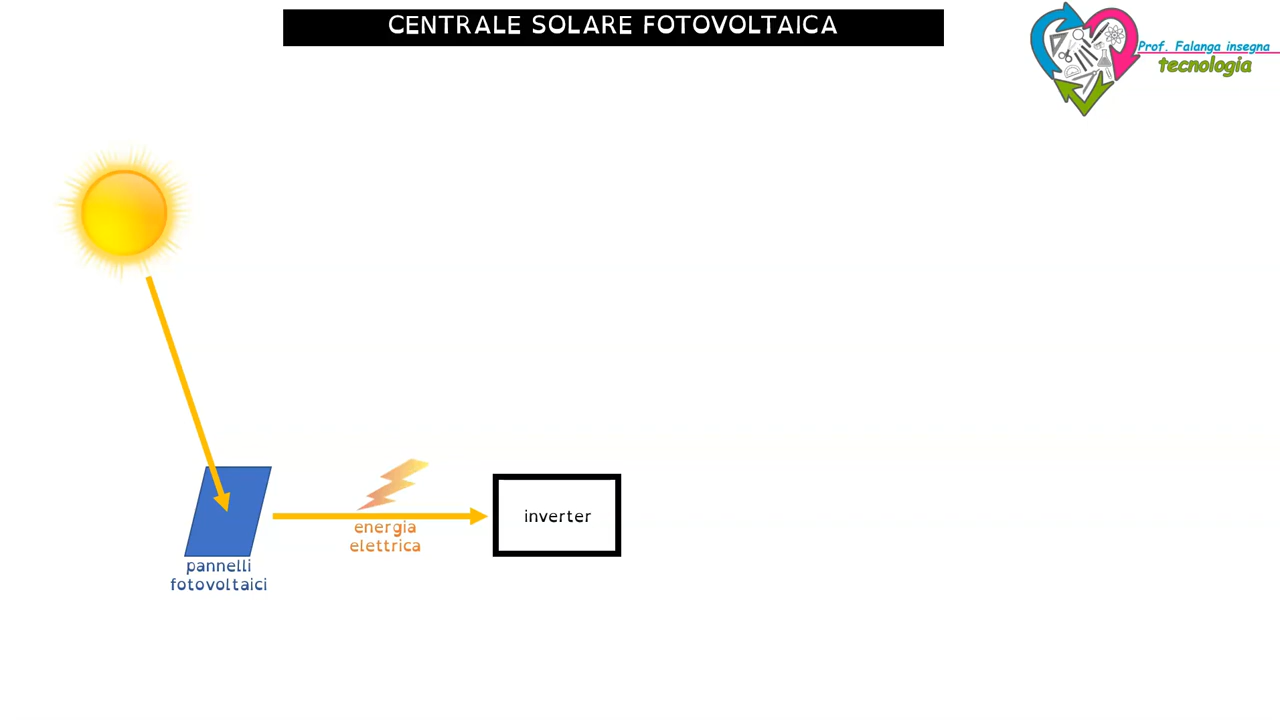 CENTRALE SOLARE FOTOVOLTAICA
Prof. Falanga insegna
tecnologia
energia
elettrica
inverter
pannelli
fotovoltaici